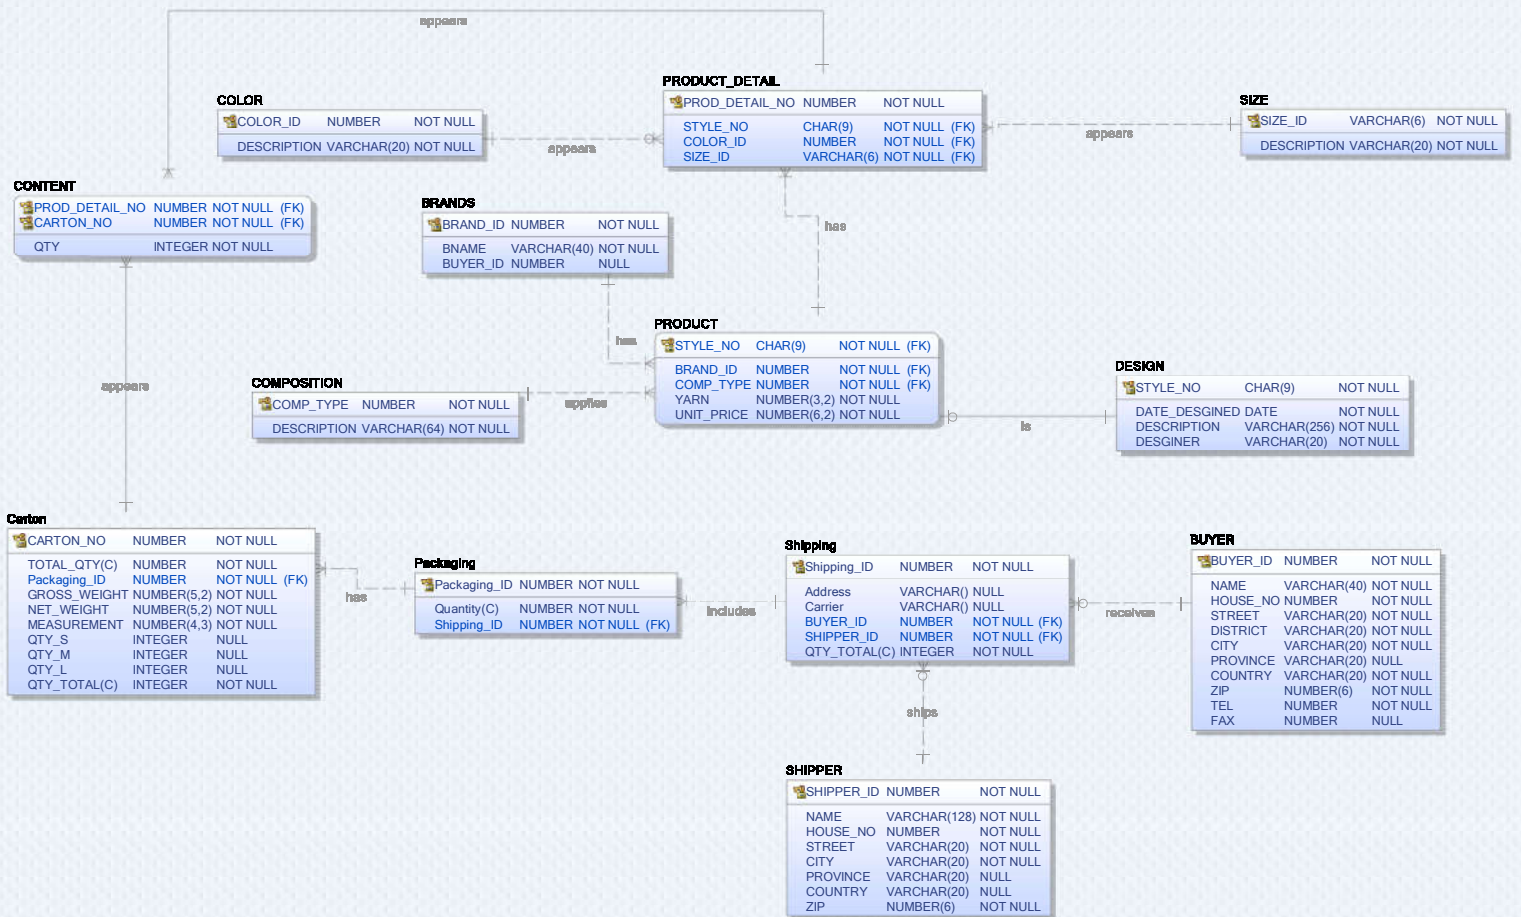 appears
PRODUCT_DETAIL
PROD_DETAIL_NO NUMBER NOT NULL
STYLE_NO CHAR(9) NOT NULL (FK)
COLOR_ID NUMBER NOT NULL (FK)
SIZE_ID VARCHAR(6) NOT NULL (FK)
COLOR
COLOR_ID NUMBER NOT NULL
DESCRIPTION VARCHAR(20) NOT NULL
appears
SIZE
SIZE_ID VARCHAR(6) NOT NULL
DESCRIPTION VARCHAR(20) NOT NULL
appears
CONTENT
PROD_DETAIL_NO NUMBER NOT NULL (FK)
CARTON_NO NUMBER NOT NULL (FK)
QTY INTEGER NOT NULL
BRANDS
BRAND_ID NUMBER NOT NULL
BNAME VARCHAR(40) NOT NULL
BUYER_ID NUMBER NULL
has
PRODUCT
STYLE_NO CHAR(9) NOT NULL (FK)
BRAND_ID NUMBER NOT NULL (FK)
COMP_TYPE NUMBER NOT NULL (FK)
YARN NUMBER(3,2) NOT NULL
UNIT_PRICE NUMBER(6,2) NOT NULL
has
COMPOSITION
COMP_TYPE NUMBER NOT NULL
DESCRIPTION VARCHAR(64) NOT NULL
applies
DESIGN
STYLE_NO CHAR(9) NOT NULL
DATE_DESGINED DATE NOT NULL
DESCRIPTION VARCHAR(256) NOT NULL
DESGINER VARCHAR(20) NOT NULL
is
appears
Carton
CARTON_NO NUMBER NOT NULL
TOTAL_QTY(C) NUMBER NOT NULL
Packaging_ID NUMBER NOT NULL (FK)
GROSS_WEIGHT NUMBER(5,2) NOT NULL
NET_WEIGHT NUMBER(5,2) NOT NULL
MEASUREMENT NUMBER(4,3) NOT NULL
QTY_S INTEGER NULL
QTY_M INTEGER NULL
QTY_L INTEGER NULL
QTY_TOTAL(C) INTEGER NOT NULL
has
Packaging
Packaging_ID NUMBER NOT NULL
Quantity(C) NUMBER NOT NULL
Shipping_ID NUMBER NOT NULL (FK)
includes
Shipping
Shipping_ID NUMBER NOT NULL
Address VARCHAR() NULL
Carrier VARCHAR() NULL
BUYER_ID NUMBER NOT NULL (FK)
SHIPPER_ID NUMBER NOT NULL (FK)
QTY_TOTAL(C) INTEGER NOT NULL
receives
BUYER
BUYER_ID NUMBER NOT NULL
NAME VARCHAR(40) NOT NULL
HOUSE_NO NUMBER NOT NULL
STREET VARCHAR(20) NOT NULL
DISTRICT VARCHAR(20) NOT NULL
CITY VARCHAR(20) NOT NULL
PROVINCE VARCHAR(20) NULL
COUNTRY VARCHAR(20) NOT NULL
ZIP NUMBER(6) NOT NULL
TEL NUMBER NOT NULL
FAX NUMBER NULL
ships
SHIPPER
SHIPPER_ID NUMBER NOT NULL
NAME VARCHAR(128) NOT NULL
HOUSE_NO NUMBER NOT NULL
STREET VARCHAR(20) NOT NULL
CITY VARCHAR(20) NOT NULL
PROVINCE VARCHAR(20) NULL
COUNTRY VARCHAR(20) NULL
ZIP NUMBER(6) NOT NULL